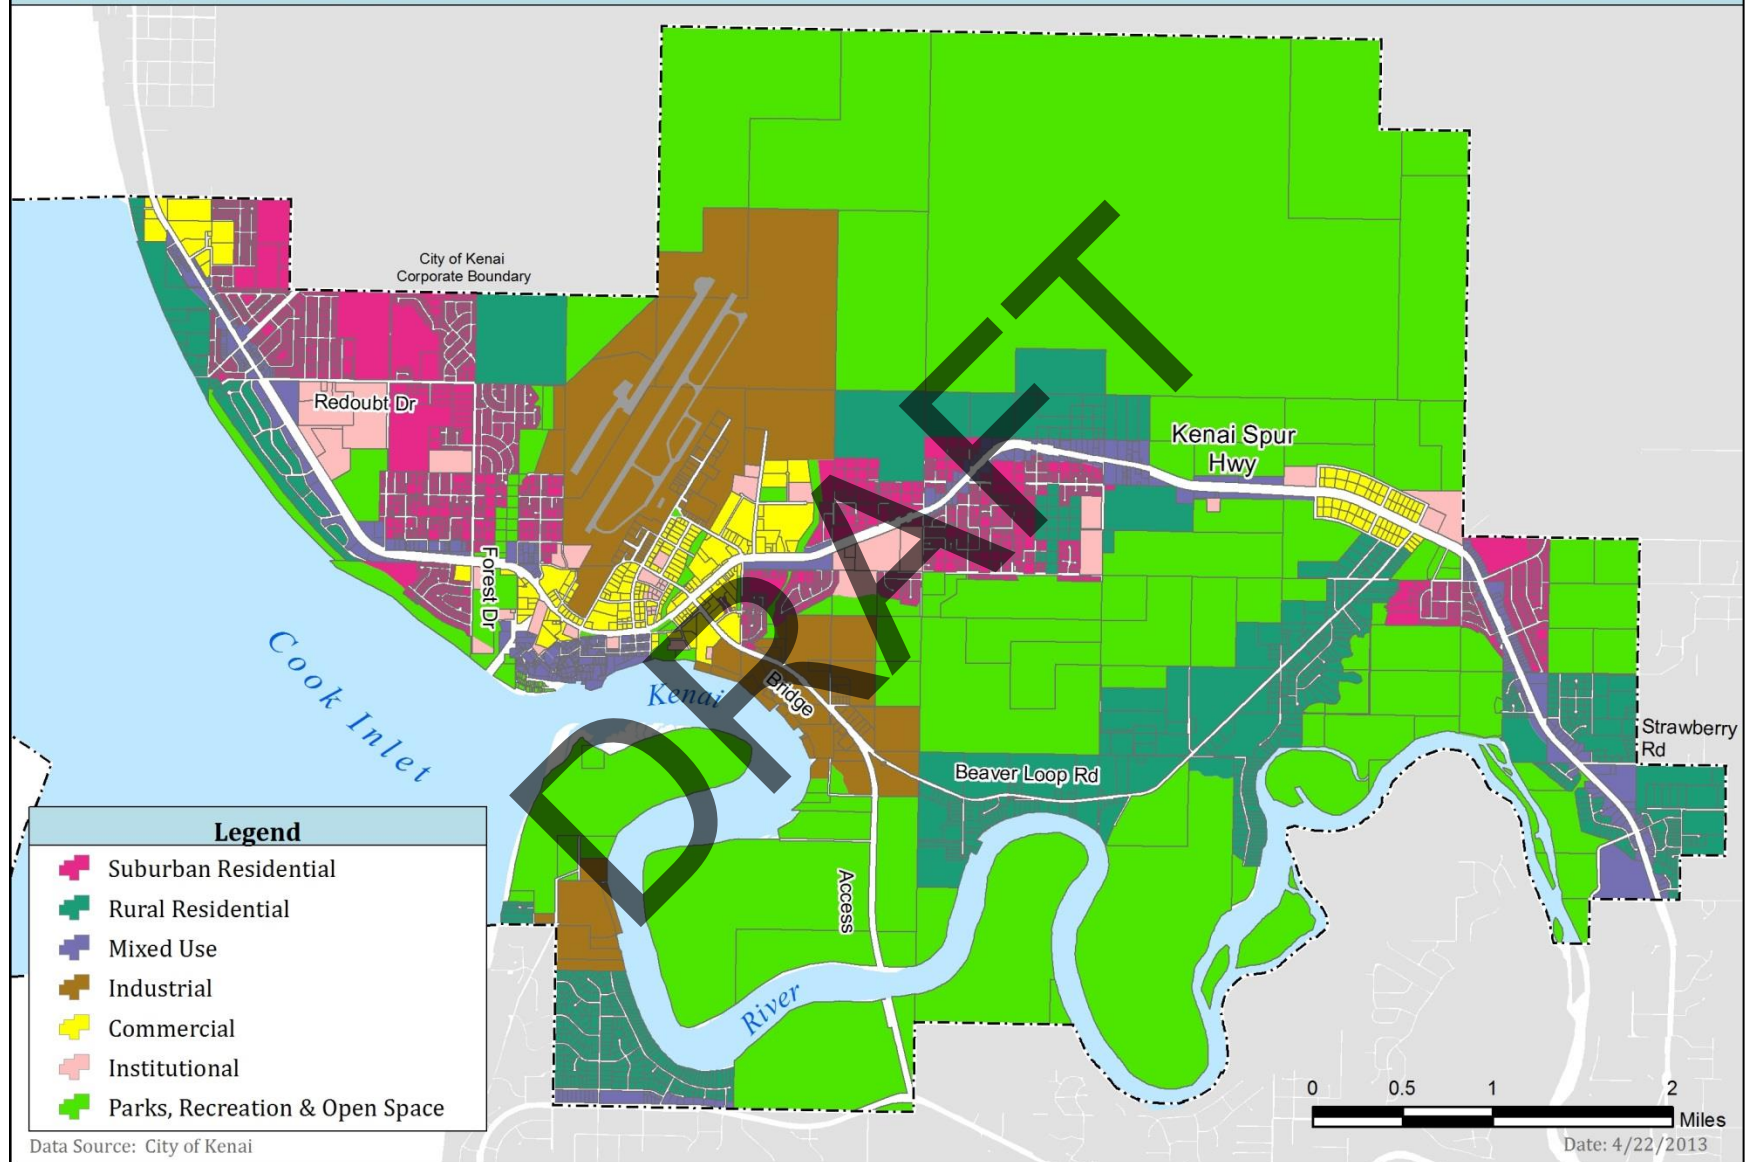 City of Kenai
Corporate Boundary
Redoubt Dr
Kenai Spur
Hwy
Forest Dr
Cook Inlet
Kenai
Bridge
Strawberry
Rd
Beaver Loop Rd
Access
River
DRAFT
Legend
Suburban Residential
Rural Residential
Mixed Use
Industrial
Commercial
Institutional
Parks, Recreation & Open Space
0 0.5 1 2
Miles
Data Source: City of Kenai
Date: 4/22/2013